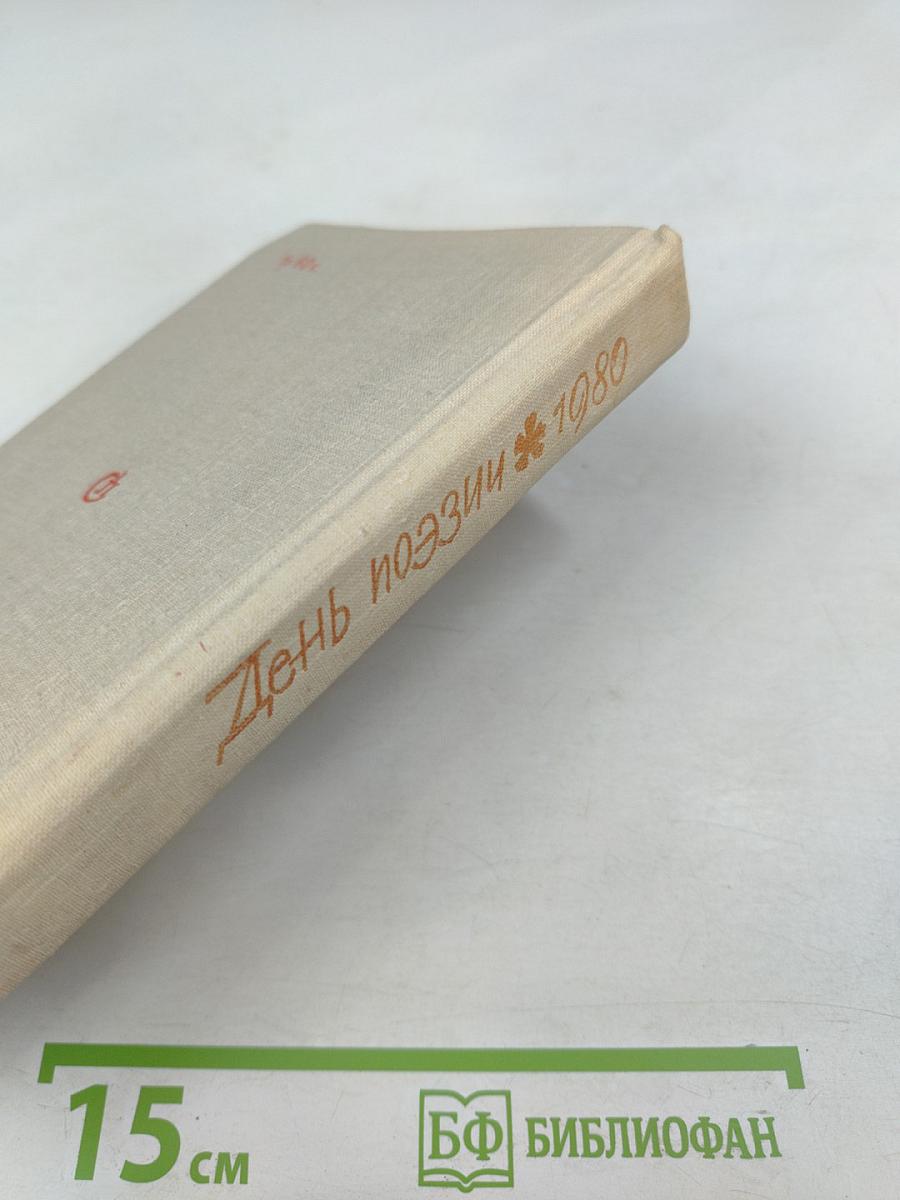 День поэзии * 1980
15 см
БФ БИБЛИОФАН